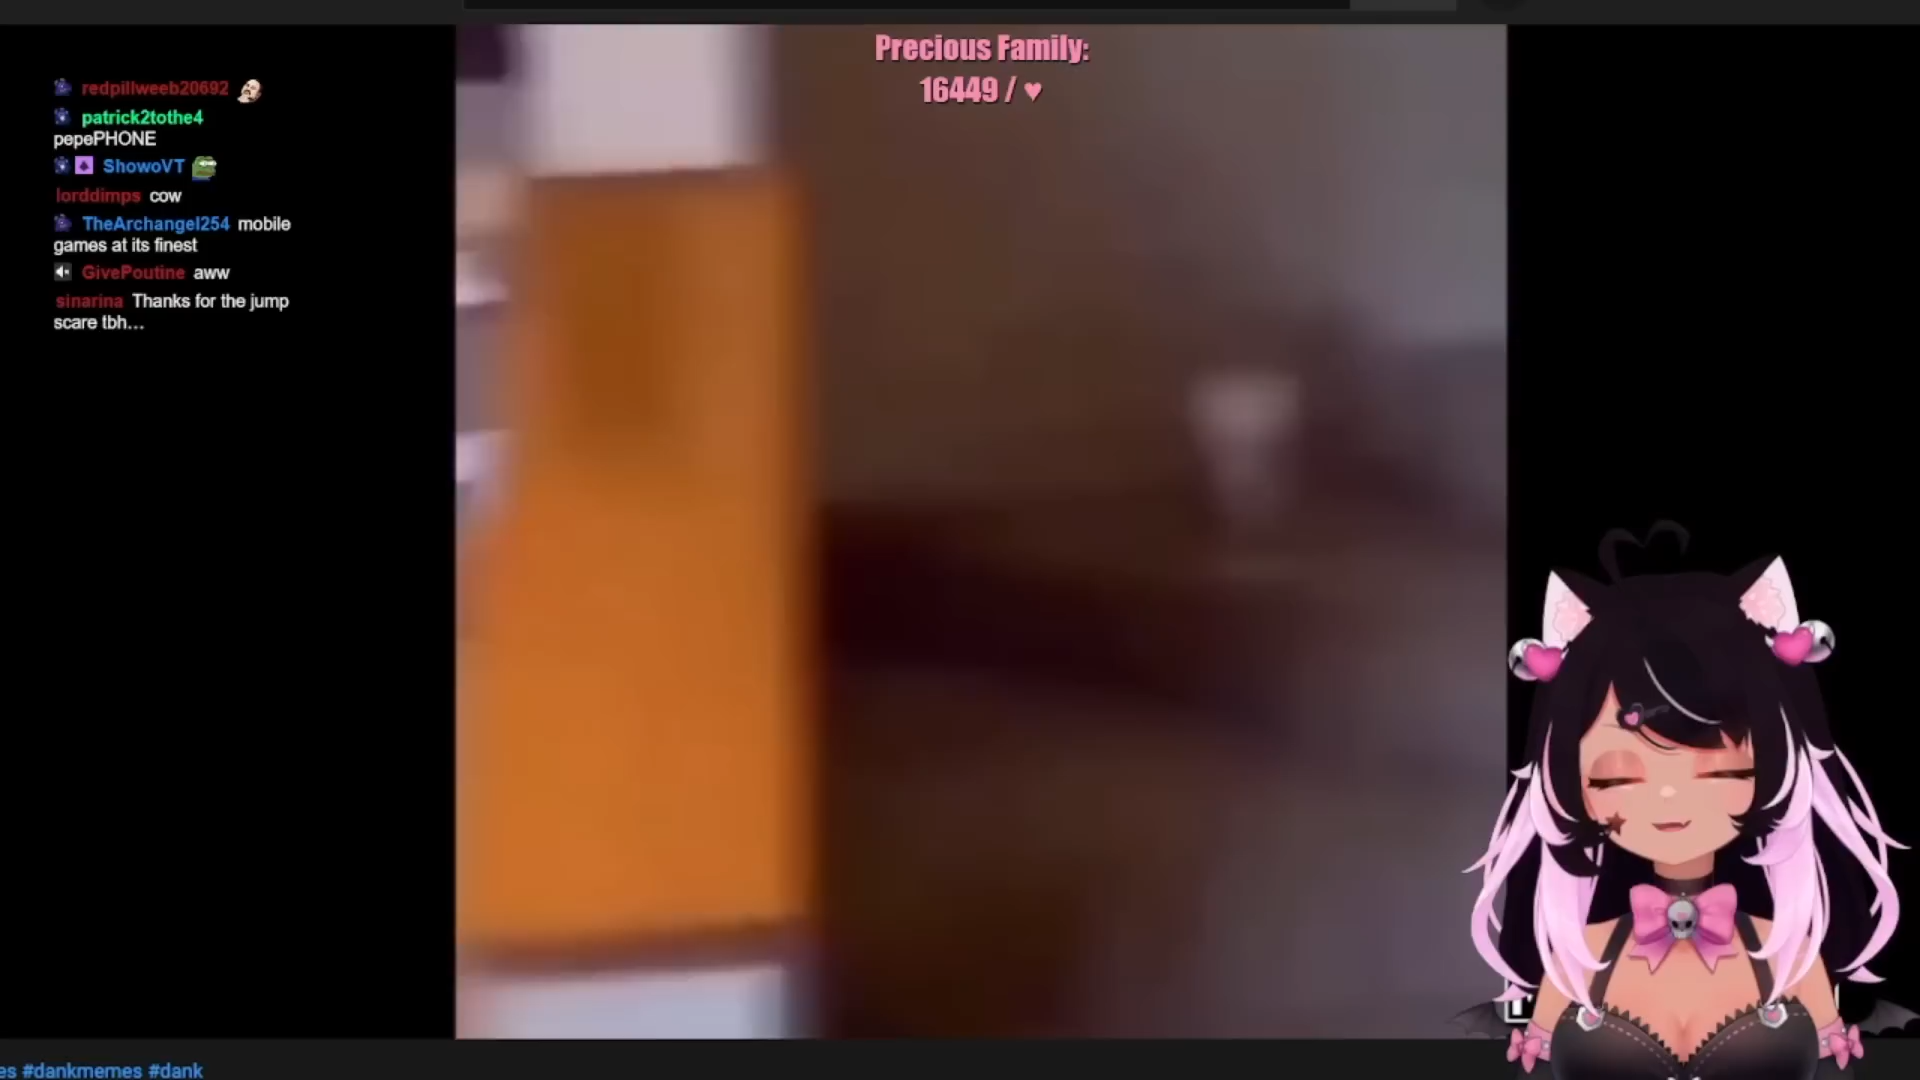 Precious Family:
16449 / ♥
redpillweeb20692
patrick2tothe4
pepePHONE
ShowoVT
lorddimps cow
TheArchangel254 mobile
games at its finest
GivePoutine aww
sinarina Thanks for the jump
scare tbh...
es #dankmemes #dank